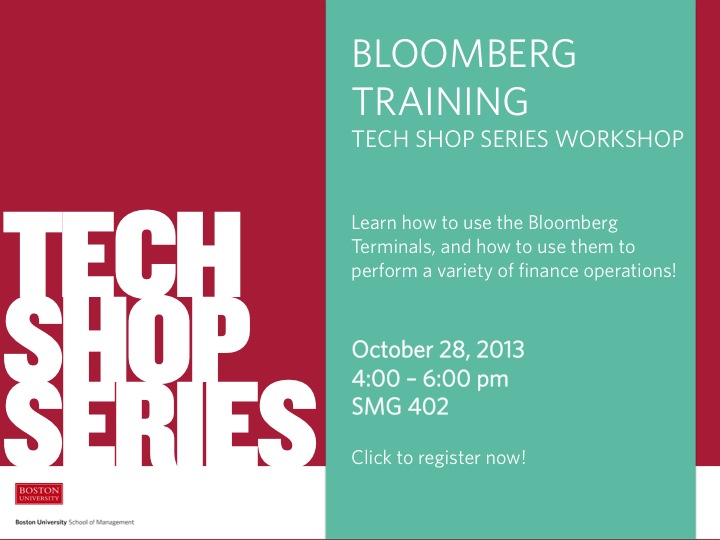 BLOOMBERG
TRAINING
TECH SHOP SERIES WORKSHOP
Learn how to use the Bloomberg
Terminals, and how to use them to
perform a variety of finance operations!
October 28, 2013
4:00 – 6:00 pm
SMG 402
Click to register now!
TECH
SHOP
SERIES
BOSTON
UNIVERSITY
Boston University School of Management